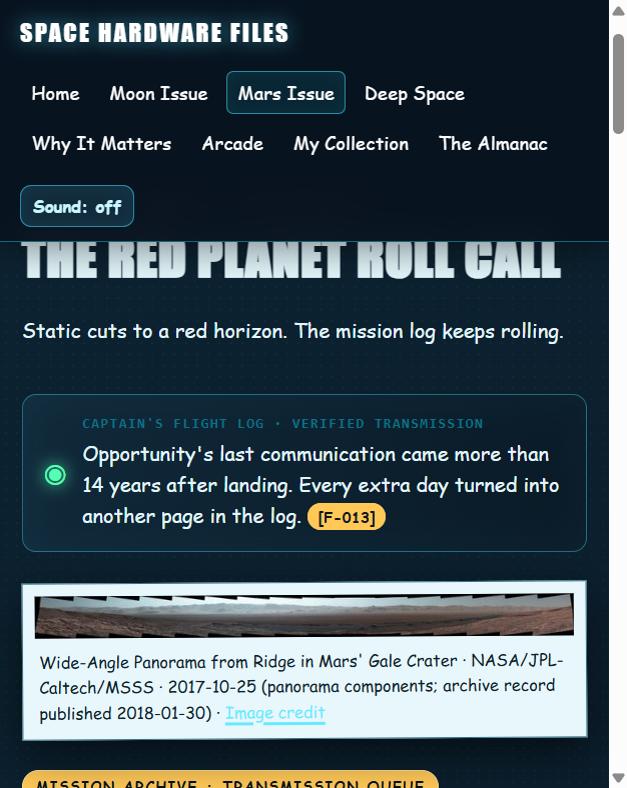 SPACE HARDWARE FILES
Home Moon Issue Mars Issue Deep Space
Why It Matters Arcade My Collection The Almanac
Sound: off
THE RED PLANET ROLL CALL
Static cuts to a red horizon. The mission log keeps rolling.
CAPTAIN'S FLIGHT LOG · VERIFIED TRANSMISSION
Opportunity's last communication came more than
14 years after landing. Every extra day turned into
another page in the log. [F-013]
Wide-Angle Panorama from Ridge in Mars' Gale Crater · NASA/JPL-
Caltech/MSSS · 2017-10-25 (panorama components; archive record
published 2018-01-30) · Image credit
MISSION ARCHIVE · TRANSMISSION QUEUE